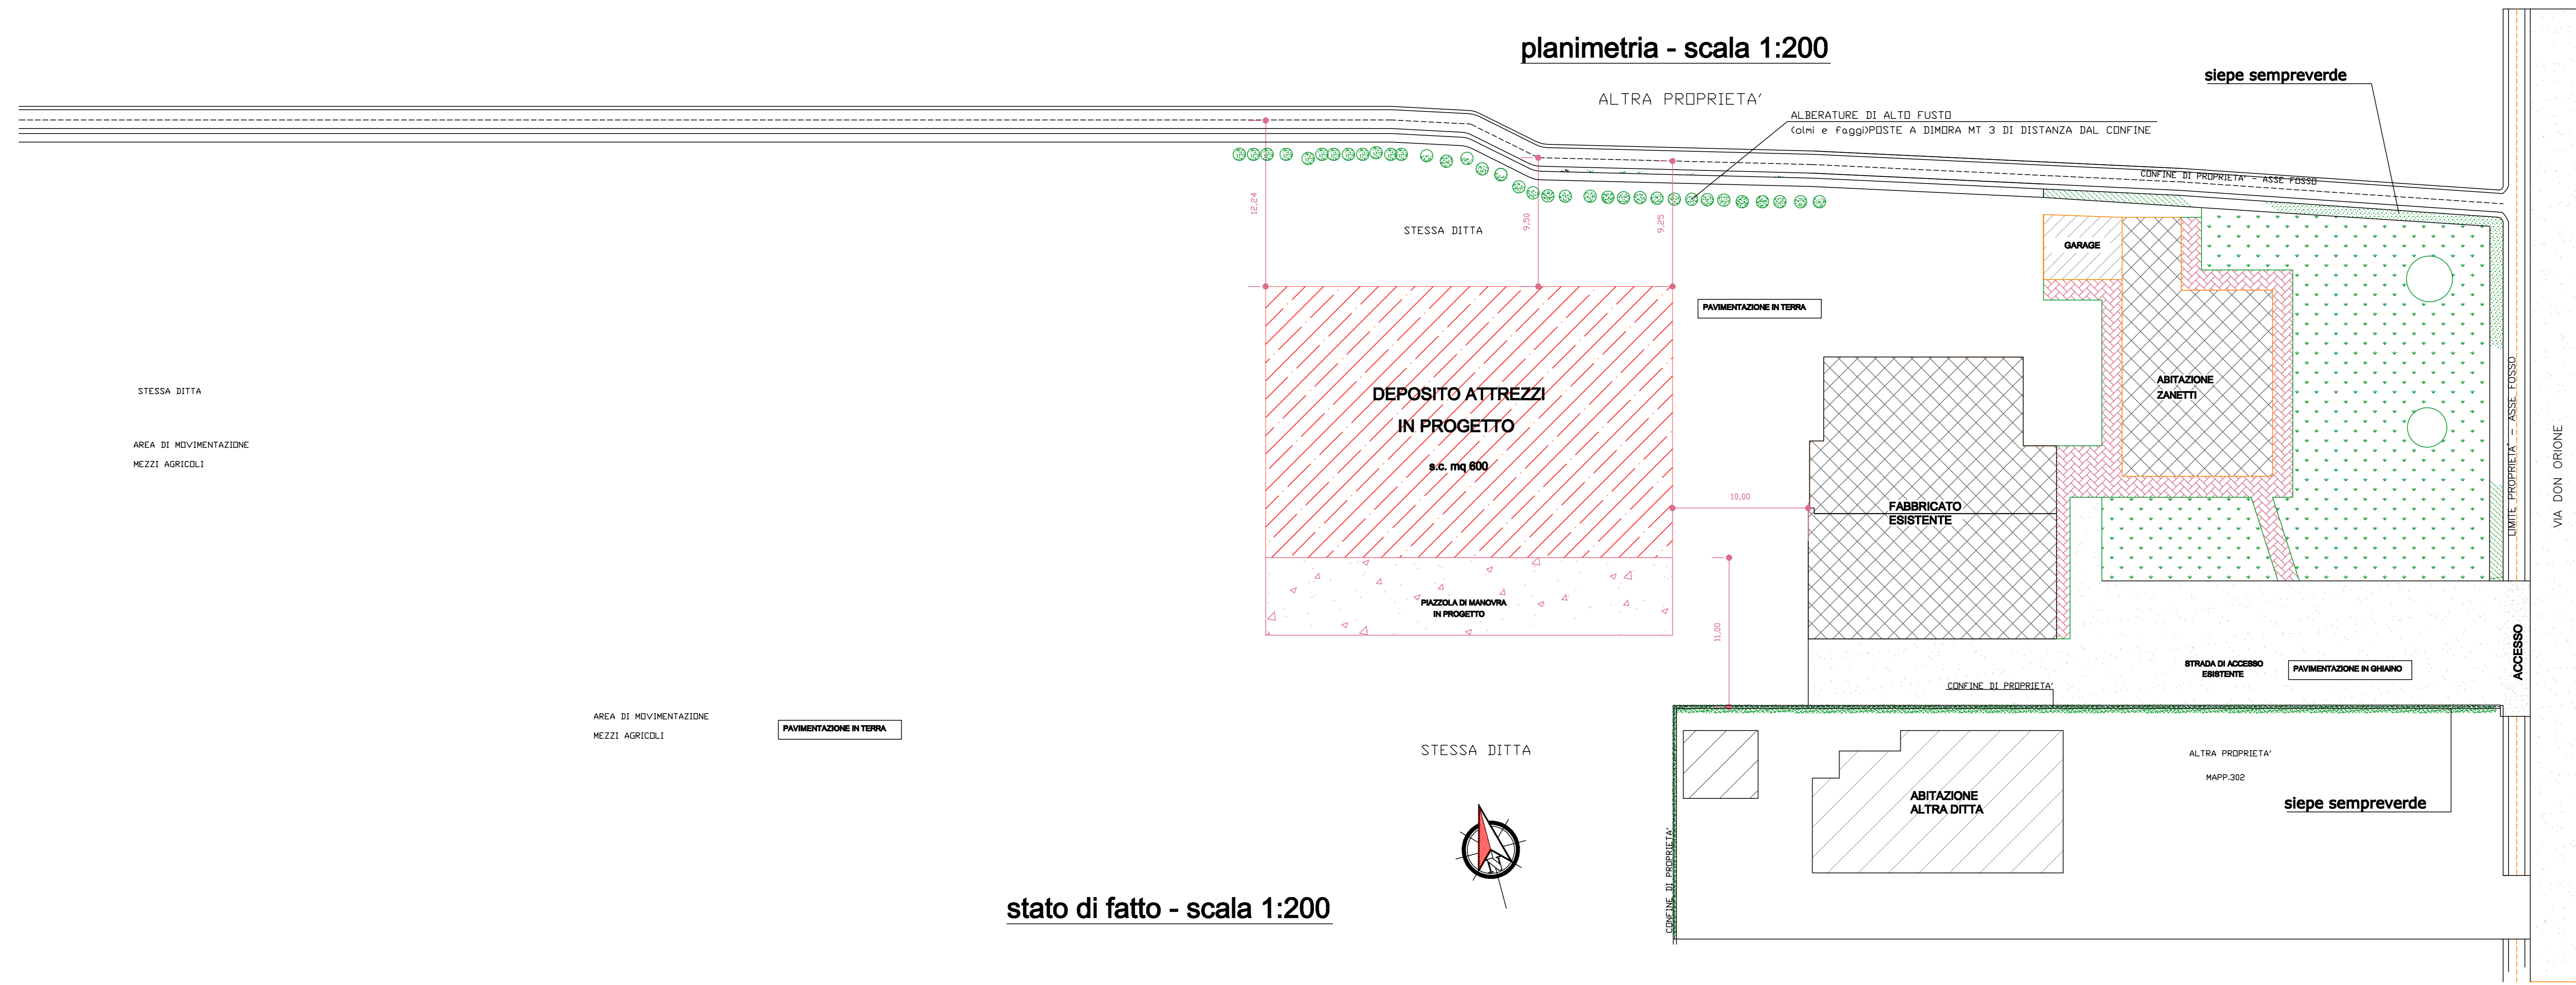 planimetria - scala 1:200
siepe sempreverde
ALTRA PROPRIETA'
ALBERATURE DI ALTO FUSTO
(olmi e faggi)POSTE A DIMORA MT 3 DI DISTANZA DAL CONFINE
CONFINE DI PROPRIETA' - ASSE FOSSO
12,24
9,50
9,25
STESSA DITTA
GARAGE
PAVIMENTAZIONE IN TERRA
STESSA DITTA
DEPOSITO ATTREZZI
IN PROGETTO
s.c. mq 600
ABITAZIONE
ZANETTI
LIMITE PROPRIETA' - ASSE FOSSO
VIA DON ORIONE
AREA DI MOVIMENTAZIONE
MEZZI AGRICOLI
10,00
FABBRICATO
ESISTENTE
PIAZZOLA DI MANOVRA
IN PROGETTO
11,00
STRADA DI ACCESSO
ESISTENTE
PAVIMENTAZIONE IN GHIAINO
ACCESSO
CONFINE DI PROPRIETA'
AREA DI MOVIMENTAZIONE
MEZZI AGRICOLI
PAVIMENTAZIONE IN TERRA
STESSA DITTA
ALTRA PROPRIETA'
MAPP.302
ABITAZIONE
ALTRA DITTA
siepe sempreverde
CONFINE DI PROPRIETA'
N
stato di fatto - scala 1:200